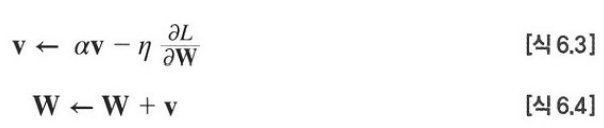 v ← αv − η ∂L/∂W [식 6.3]
W ← W + v [식 6.4]